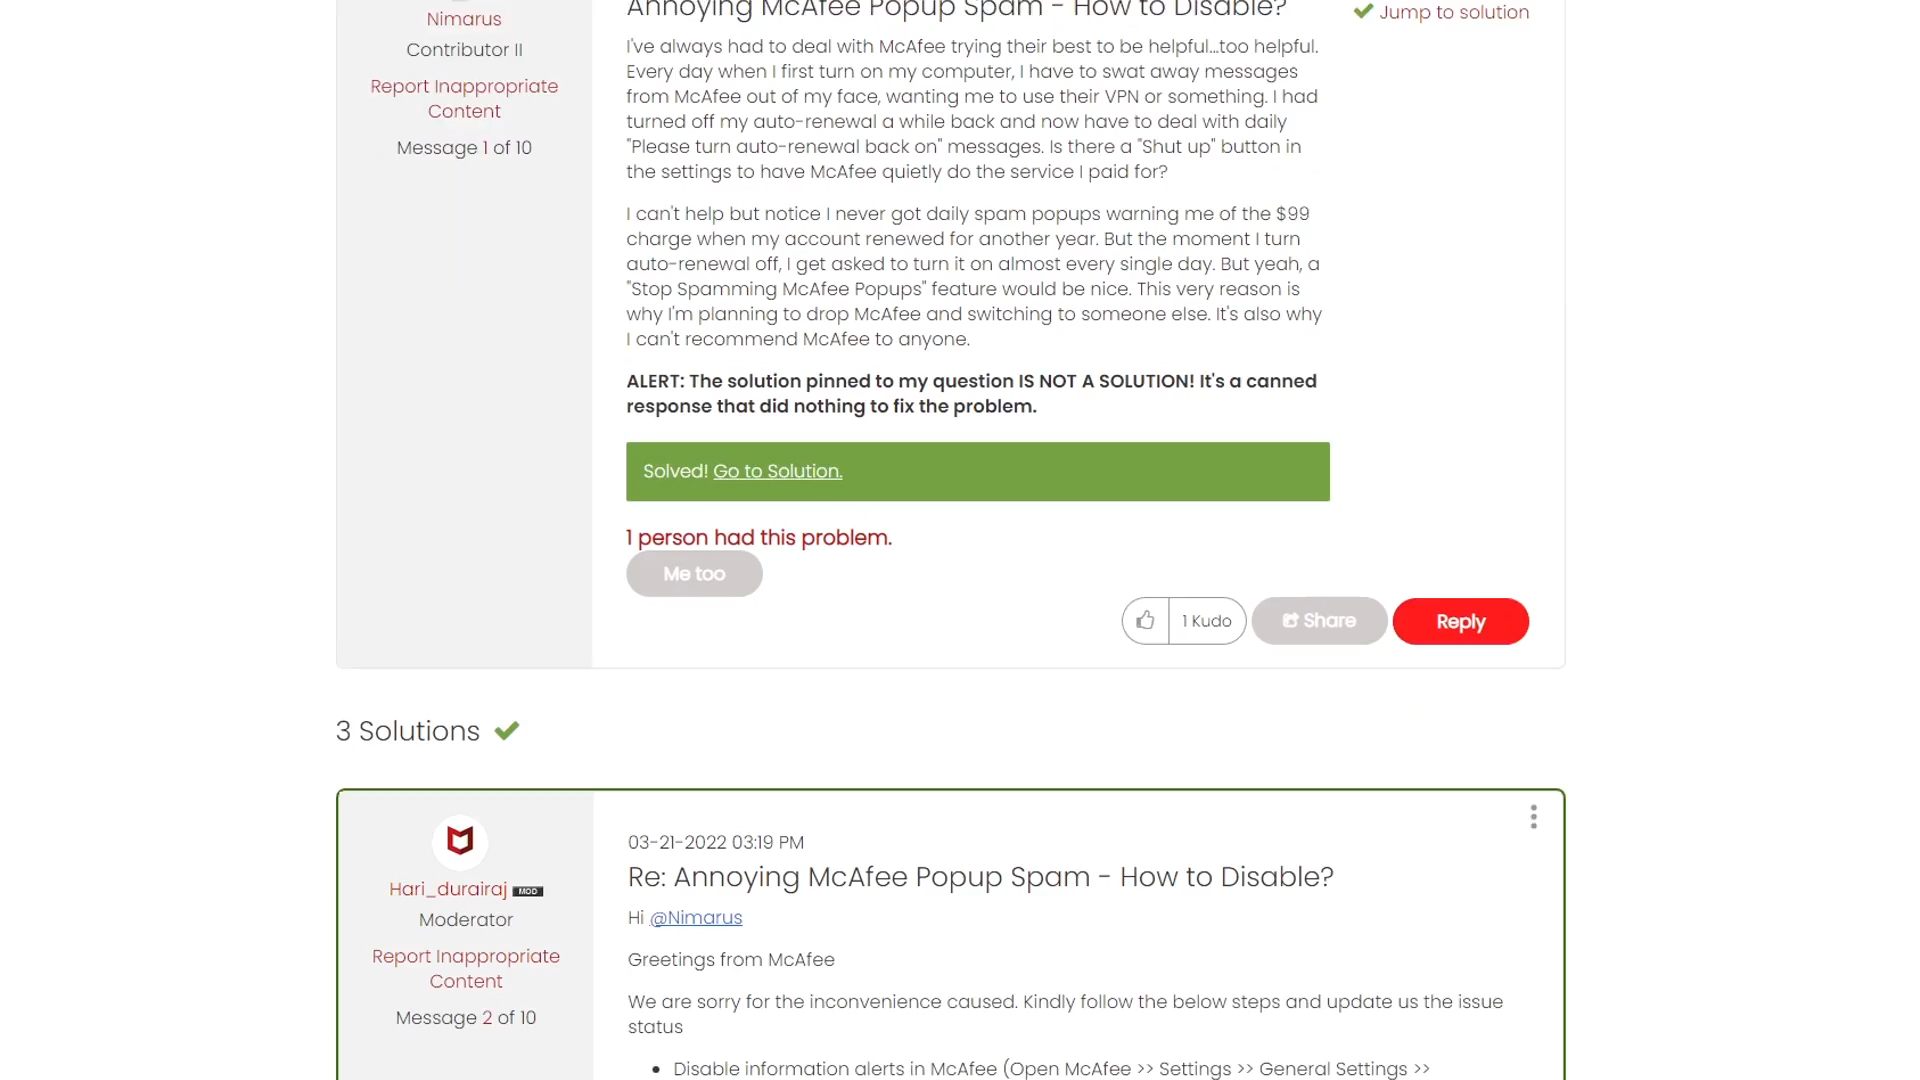 Nimarus
Contributor II
Report Inappropriate
Content
Message 1 of 10
Annoying McAfee Popup Spam - How to Disable?
Jump to solution
I've always had to deal with McAfee trying their best to be helpful...too helpful.
Every day when I first turn on my computer, I have to swat away messages
from McAfee out of my face, wanting me to use their VPN or something. I had
turned off my auto-renewal a while back and now have to deal with daily
"Please turn auto-renewal back on" messages. Is there a "Shut up" button in
the settings to have McAfee quietly do the service I paid for?
I can't help but notice I never got daily spam popups warning me of the $99
charge when my account renewed for another year. But the moment I turn
auto-renewal off, I get asked to turn it on almost every single day. But yeah, a
"Stop Spamming McAfee Popups" feature would be nice. This very reason is
why I'm planning to drop McAfee and switching to someone else. It's also why
I can't recommend McAfee to anyone.
ALERT: The solution pinned to my question IS NOT A SOLUTION! It's a canned
response that did nothing to fix the problem.
Solved! Go to Solution.
1 person had this problem.
Me too
1 Kudo
Share
Reply
3 Solutions
Hari_durairaj MOD
Moderator
Report Inappropriate
Content
Message 2 of 10
03-21-2022 03:19 PM
Re: Annoying McAfee Popup Spam - How to Disable?
Hi @Nimarus
Greetings from McAfee
We are sorry for the inconvenience caused. Kindly follow the below steps and update us the issue
status
• Disable information alerts in McAfee (Open McAfee >> Settings >> General Settings >>